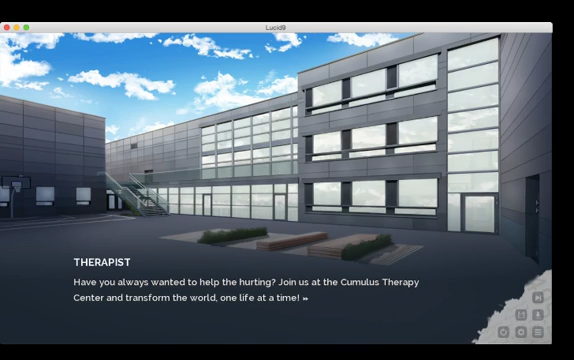 Lucid9
THERAPIST
Have you always wanted to help the hurting? Join us at the Cumulus Therapy
Center and transform the world, one life at a time!